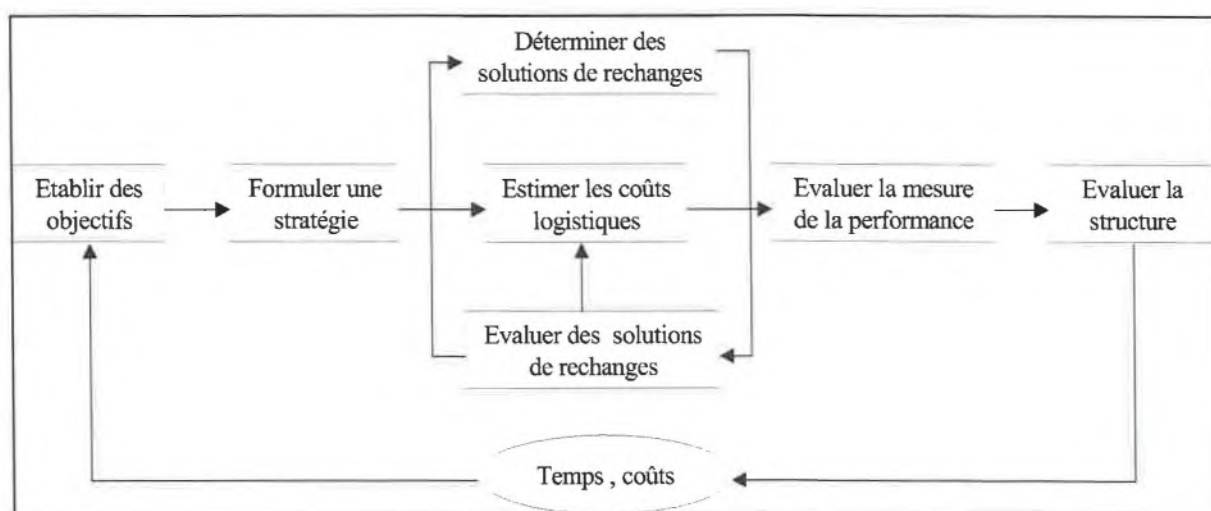 Déterminer des
solutions de rechanges
Etablir des
objectifs
Formuler une
stratégie
Estimer les coûts
logistiques
Evaluer la mesure
de la performance
Evaluer la
structure
Evaluer des solutions
de rechanges
Temps , coûts